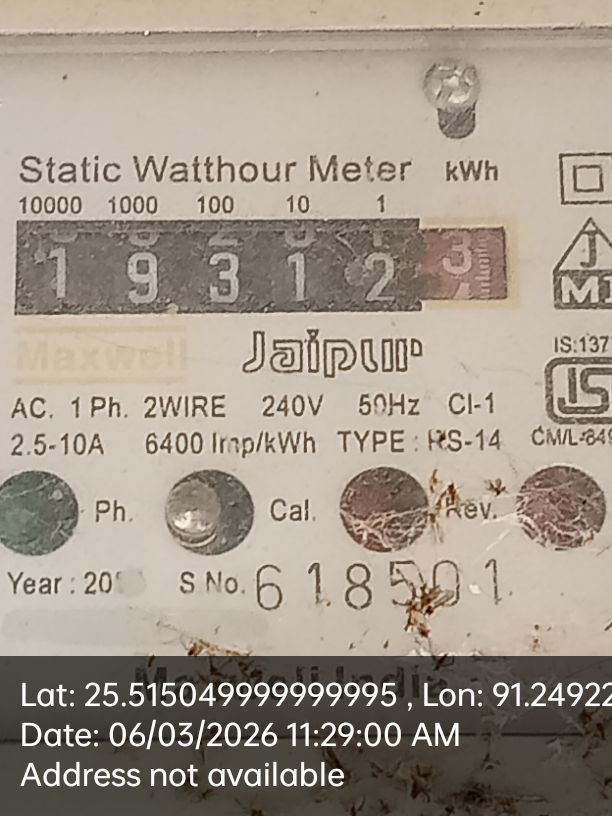 Static Watthour Meter kWh
10000 1000 100 10 1
1 9 3 1 2 3
Maxwell
Jaipur
IS:137
AC. 1 Ph. 2WIRE 240V 50Hz Cl-1
2.5-10A 6400 Imp/kWh TYPE : RS-14
CM/L-849
Ph. Cal. Rev.
Year : 20
S No. 618501
Lat: 25.515049999999995 , Lon: 91.24922
Date: 06/03/2026 11:29:00 AM
Address not available